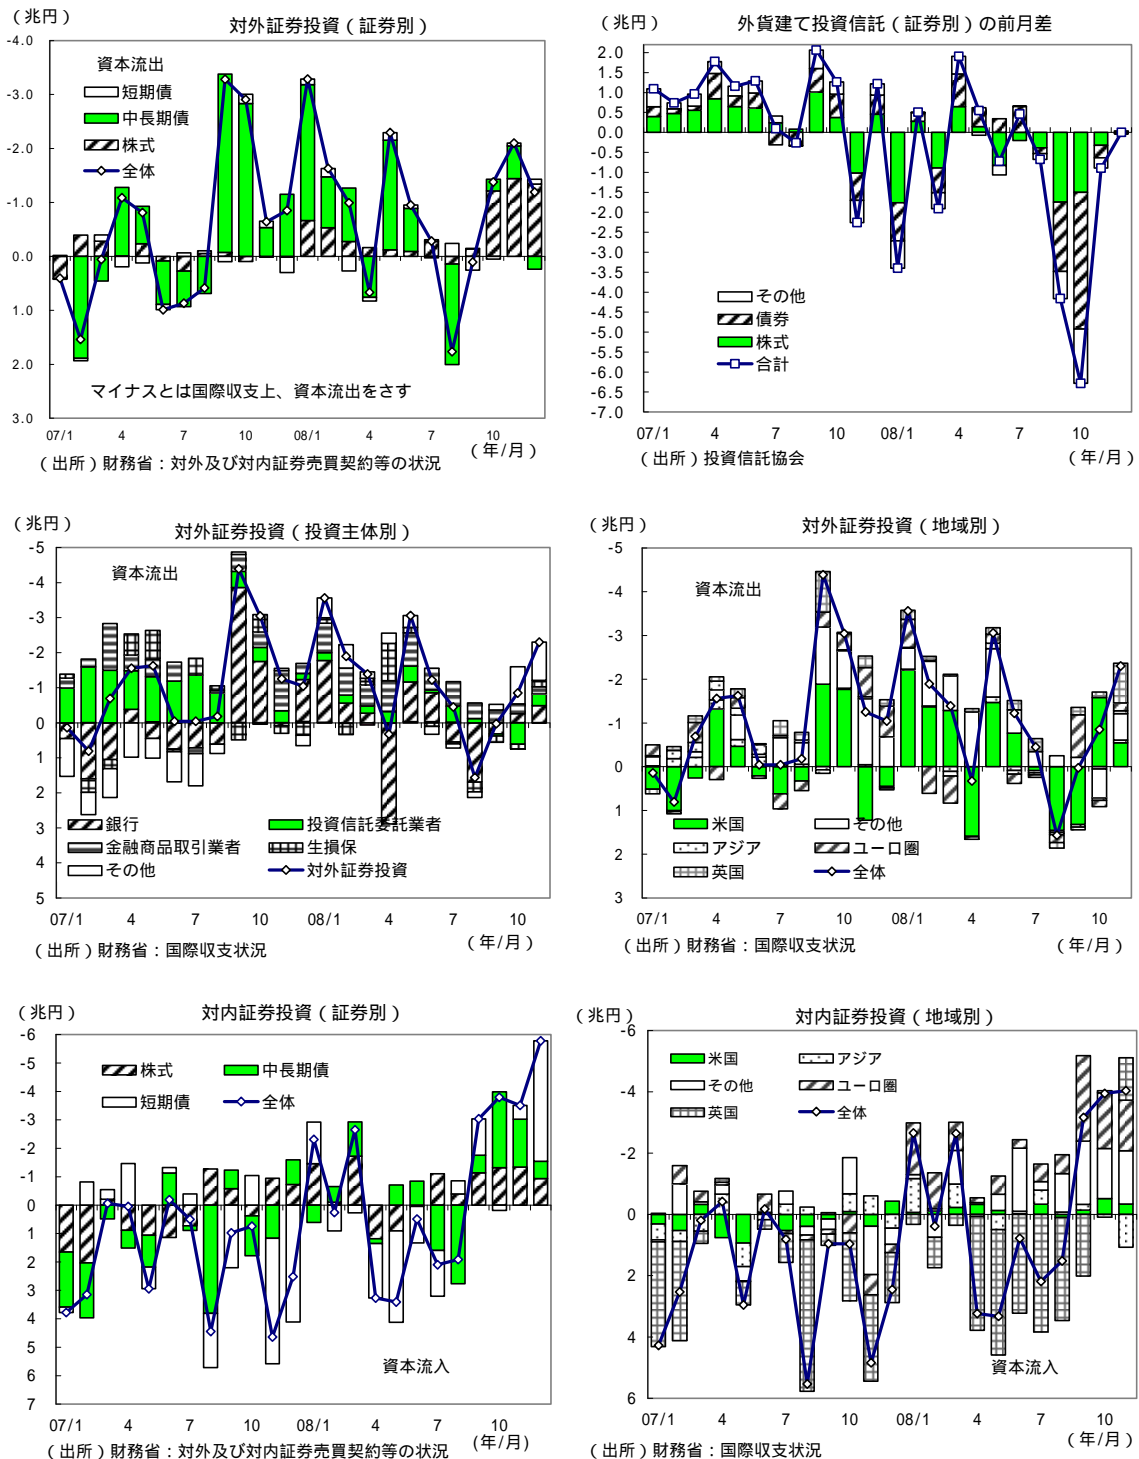 （兆円）
対外証券投資（証券別）
-4.0
-3.0
-2.0
-1.0
0.0
1.0
2.0
3.0
資本流出
短期債
中長期債
株式
全体
マイナスとは国際収支上、資本流出をさす
07/1 4 7 10 08/1 4 7 10
（年/月）
（出所）財務省：対外及び対内証券売買契約等の状況
（兆円）
外貨建て投資信託（証券別）の前月差
2.0
1.5
1.0
0.5
0.0
-0.5
-1.0
-1.5
-2.0
-2.5
-3.0
-3.5
-4.0
-4.5
-5.0
-5.5
-6.0
-6.5
-7.0
その他
債券
株式
合計
07/1 4 7 10 08/1 4 7 10
（年/月）
（出所）投資信託協会
（兆円）
対外証券投資（投資主体別）
-5
-4
-3
-2
-1
0
1
2
3
4
5
資本流出
銀行 投資信託委託業者
金融商品取引業者 生損保
その他 対外証券投資
07/1 4 7 10 08/1 4 7 10
（年/月）
（出所）財務省：国際収支状況
（兆円）
対外証券投資（地域別）
-5
-4
-3
-2
-1
0
1
2
3
資本流出
米国 その他
アジア ユーロ圏
英国 全体
07/1 4 7 10 08/1 4 7 10
（年/月）
（出所）財務省：国際収支状況
（兆円）
対内証券投資（証券別）
-6
-5
-4
-3
-2
-1
0
1
2
3
4
5
6
7
株式 中長期債
短期債 全体
資本流入
07/1 4 7 10 08/1 4 7 10
(年/月)
（出所）財務省：対外及び対内証券売買契約等の状況
（兆円）
対内証券投資（地域別）
-6
-4
-2
0
2
4
6
米国 アジア
その他 ユーロ圏
英国 全体
資本流入
07/1 4 7 10 08/1 4 7 10
（年/月）
（出所）財務省：国際収支状況